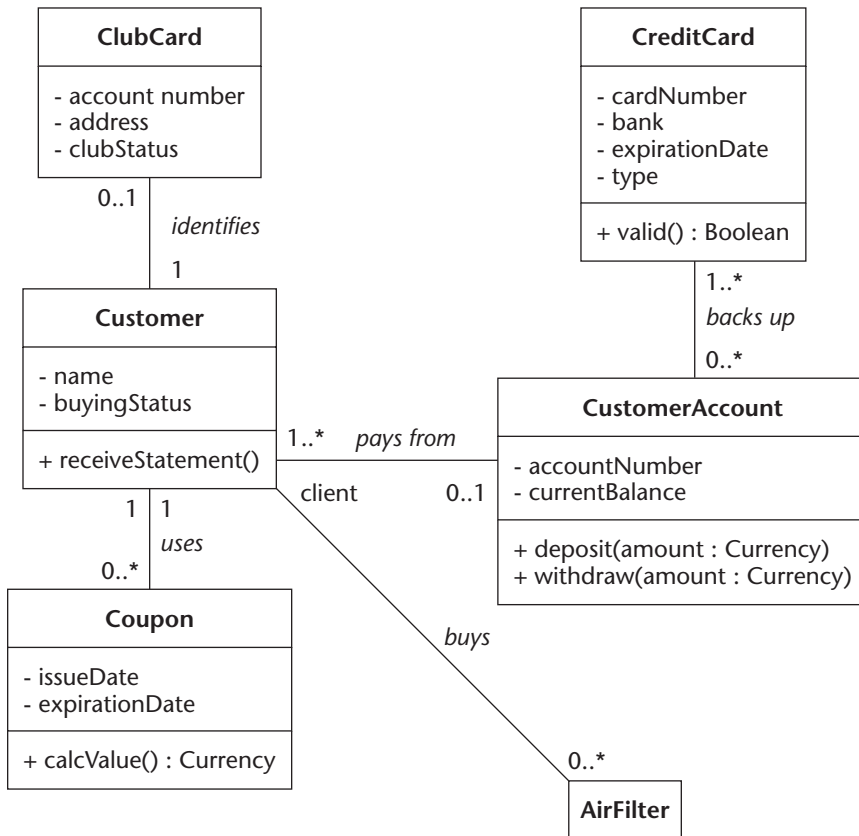 ClubCard
- account number
- address
- clubStatus
0..1
identifies
1
CreditCard
- cardNumber
- bank
- expirationDate
- type
+ valid() : Boolean
1..*
backs up
0..*
Customer
- name
- buyingStatus
+ receiveStatement()
1..*
pays from
0..1
CustomerAccount
- accountNumber
- currentBalance
+ deposit(amount : Currency)
+ withdraw(amount : Currency)
1
1
client
uses
0..*
Coupon
- issueDate
- expirationDate
+ calcValue() : Currency
buys
0..*
AirFilter